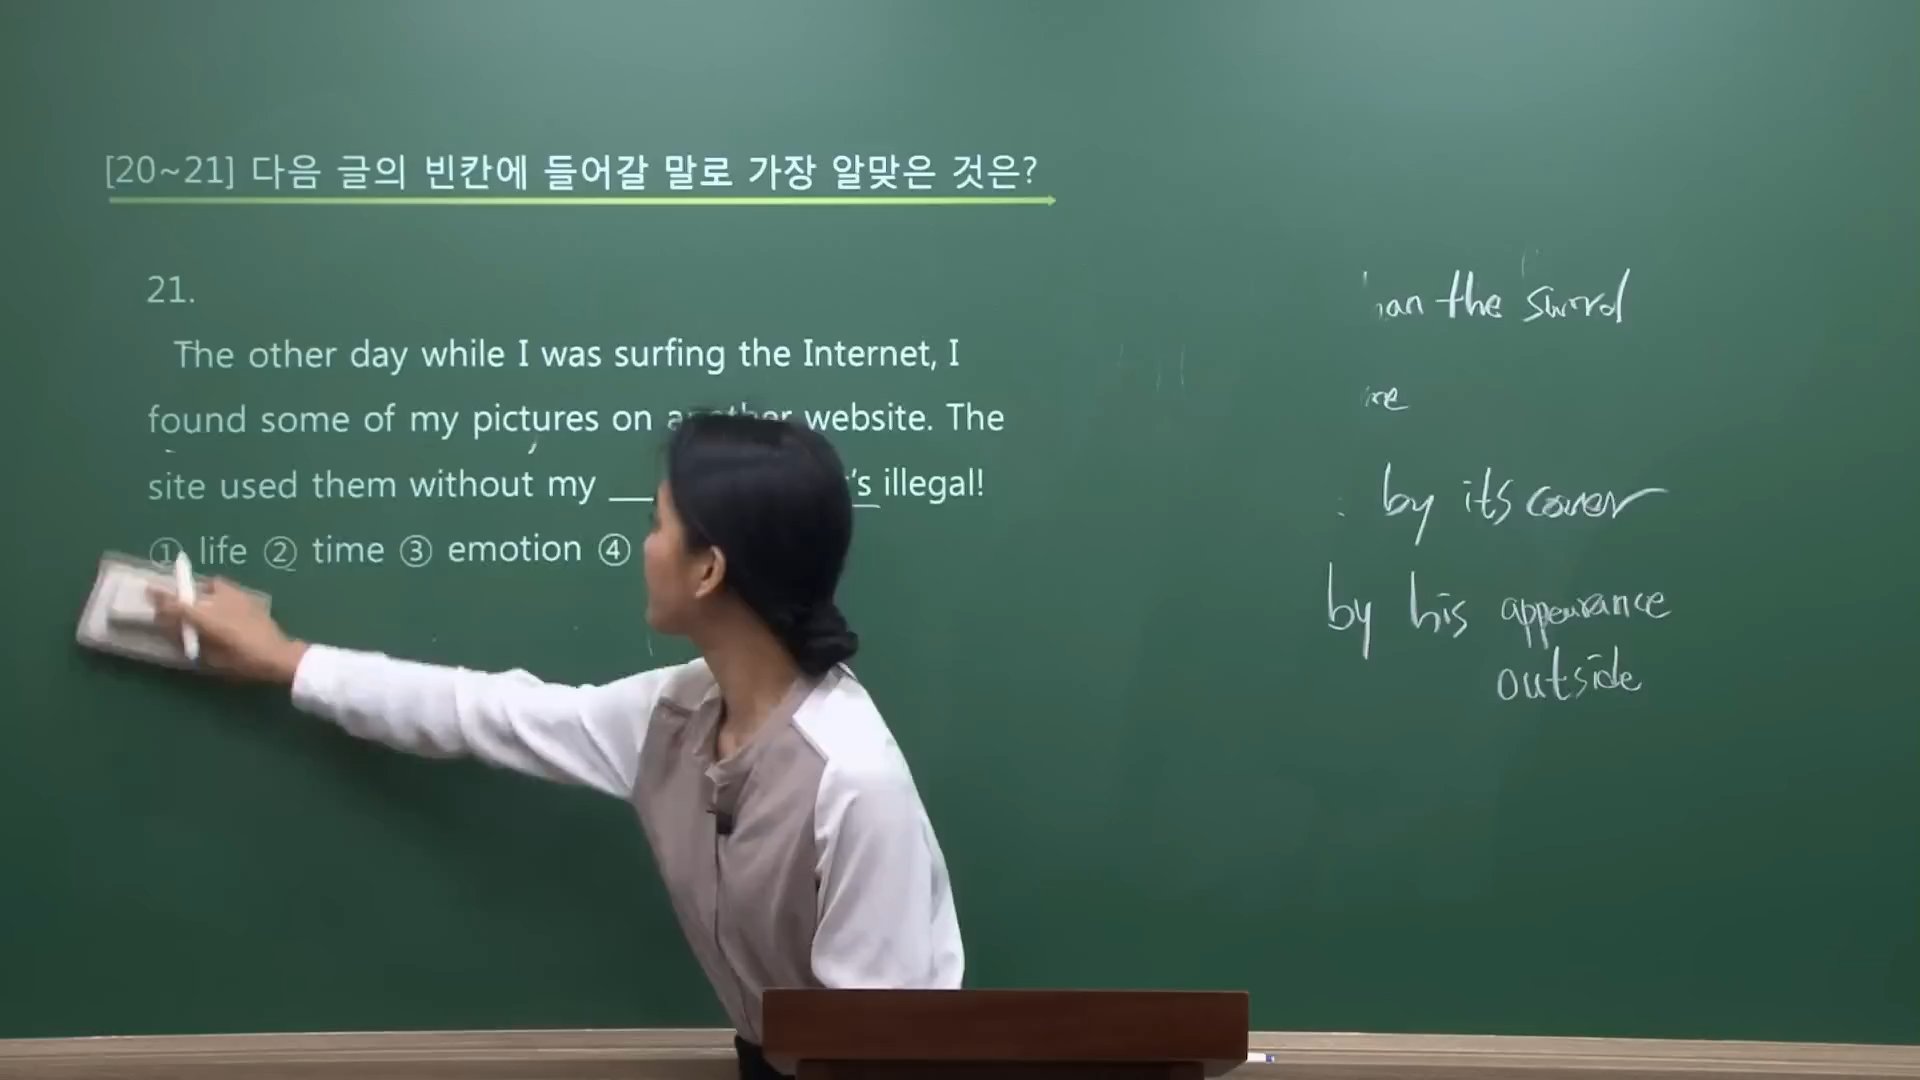 [20~21] 다음 글의 빈칸에 들어갈 말로 가장 알맞은 것은?
21.
The other day while I was surfing the Internet, I
found some of my pictures on another website. The
site used them without my ___ 's illegal!
① life ② time ③ emotion ④
the sword
by its cover
by his appearance
outside